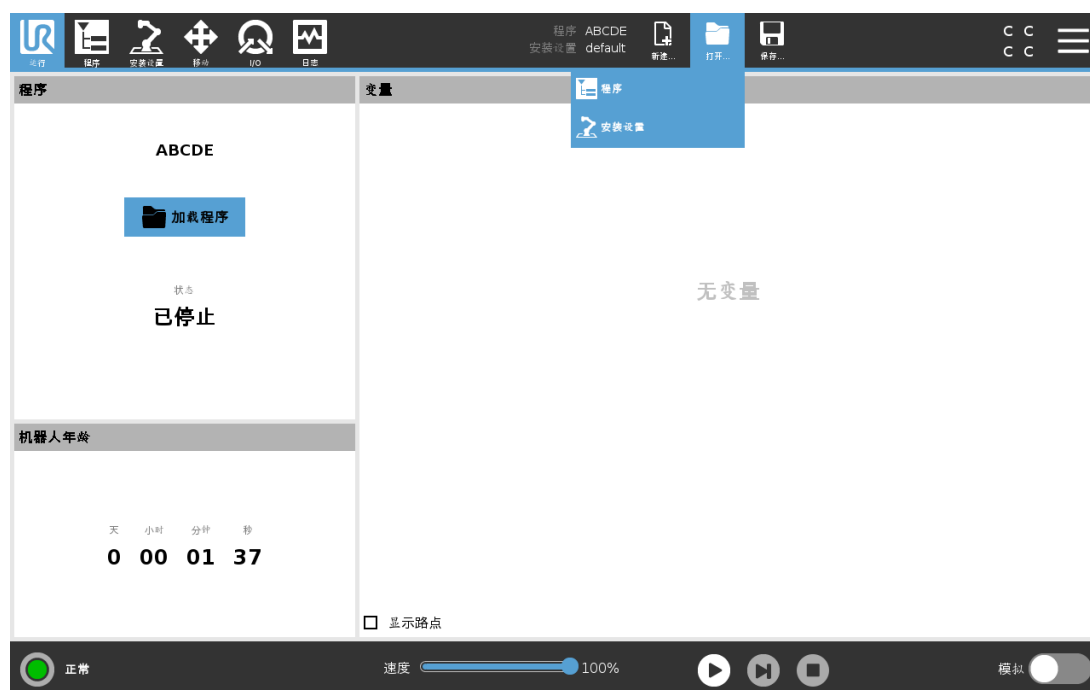 UR
运行 程序 安装设置 移动 I/O 日志
程序 ABCDE
安装设置 default
新建... 打开... 保存...
C C
C C
程序
安装设置
程序
变量
ABCDE
加载程序
状态
已停止
无变量
机器人年龄
天 小时 分钟 秒
0 00 01 37
显示路点
正常
速度 100%
模拟